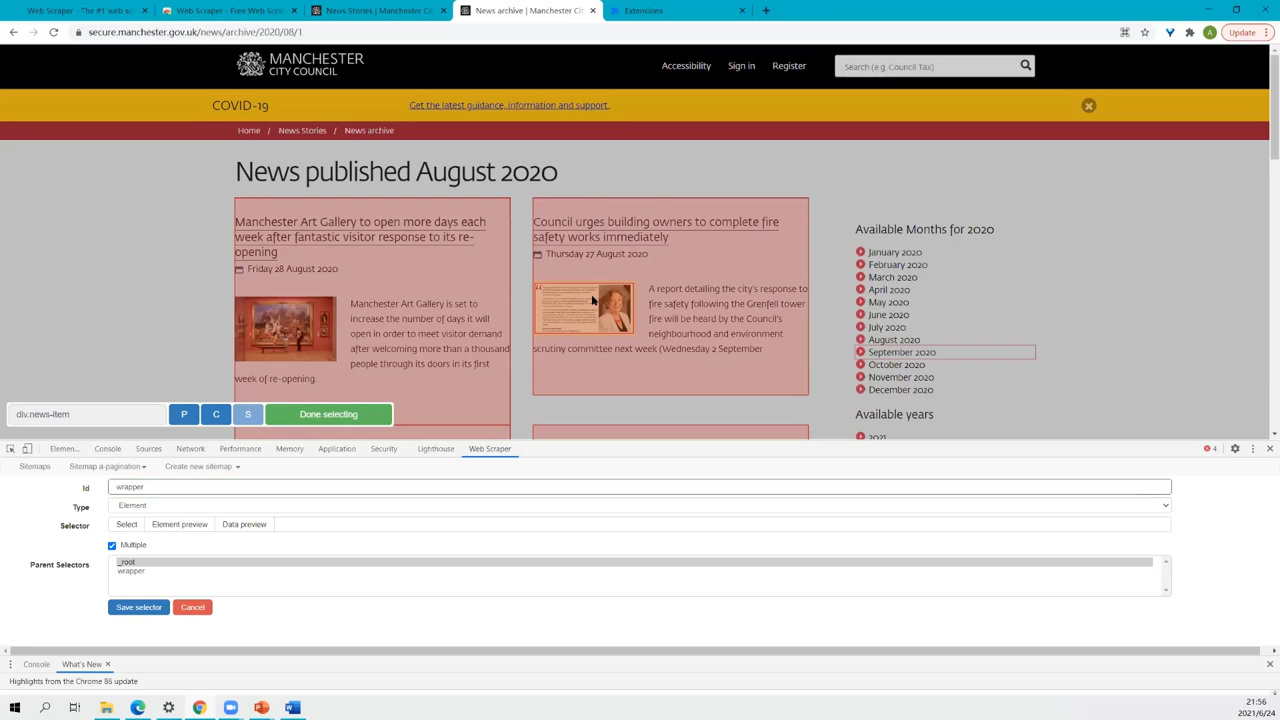 Web Scraper - The #1 web sc
Web Scraper - Free Web Scra
News Stories | Manchester Cit
News archive | Manchester Cit
Extensions
secure.manchester.gov.uk/news/archive/2020/08/1
A
Update
MANCHESTER
CITY COUNCIL
Accessibility
Sign in
Register
Search (e.g. Council Tax)
COVID-19
Get the latest guidance, information and support.
Home / News Stories / News archive
News published August 2020
Manchester Art Gallery to open more days each
week after fantastic visitor response to its re-
opening
Friday 28 August 2020
Manchester Art Gallery is set to
increase the number of days it will
open in order to meet visitor demand
after welcoming more than a thousand
people through its doors in its first
week of re-opening.
Council urges building owners to complete fire
safety works immediately
Thursday 27 August 2020
A report detailing the city's response to
fire safety following the Grenfell tower
fire will be heard by the Council's
neighbourhood and environment
scrutiny committee next week (Wednesday 2 September
Available Months for 2020
January 2020
February 2020
March 2020
April 2020
May 2020
June 2020
July 2020
August 2020
September 2020
October 2020
November 2020
December 2020
Available years
2021
div.news-item
P
C
S
Done selecting
Elemen...
Console
Sources
Network
Performance
Memory
Application
Security
Lighthouse
Web Scraper
4
Sitemaps
Sitemap a-pagination
Create new sitemap
Id
wrapper
Type
Element
Selector
Select
Element preview
Data preview
Multiple
Parent Selectors
_root
wrapper
Save selector
Cancel
Console
What's New
Highlights from the Chrome 86 update
21:56
2021/6/24